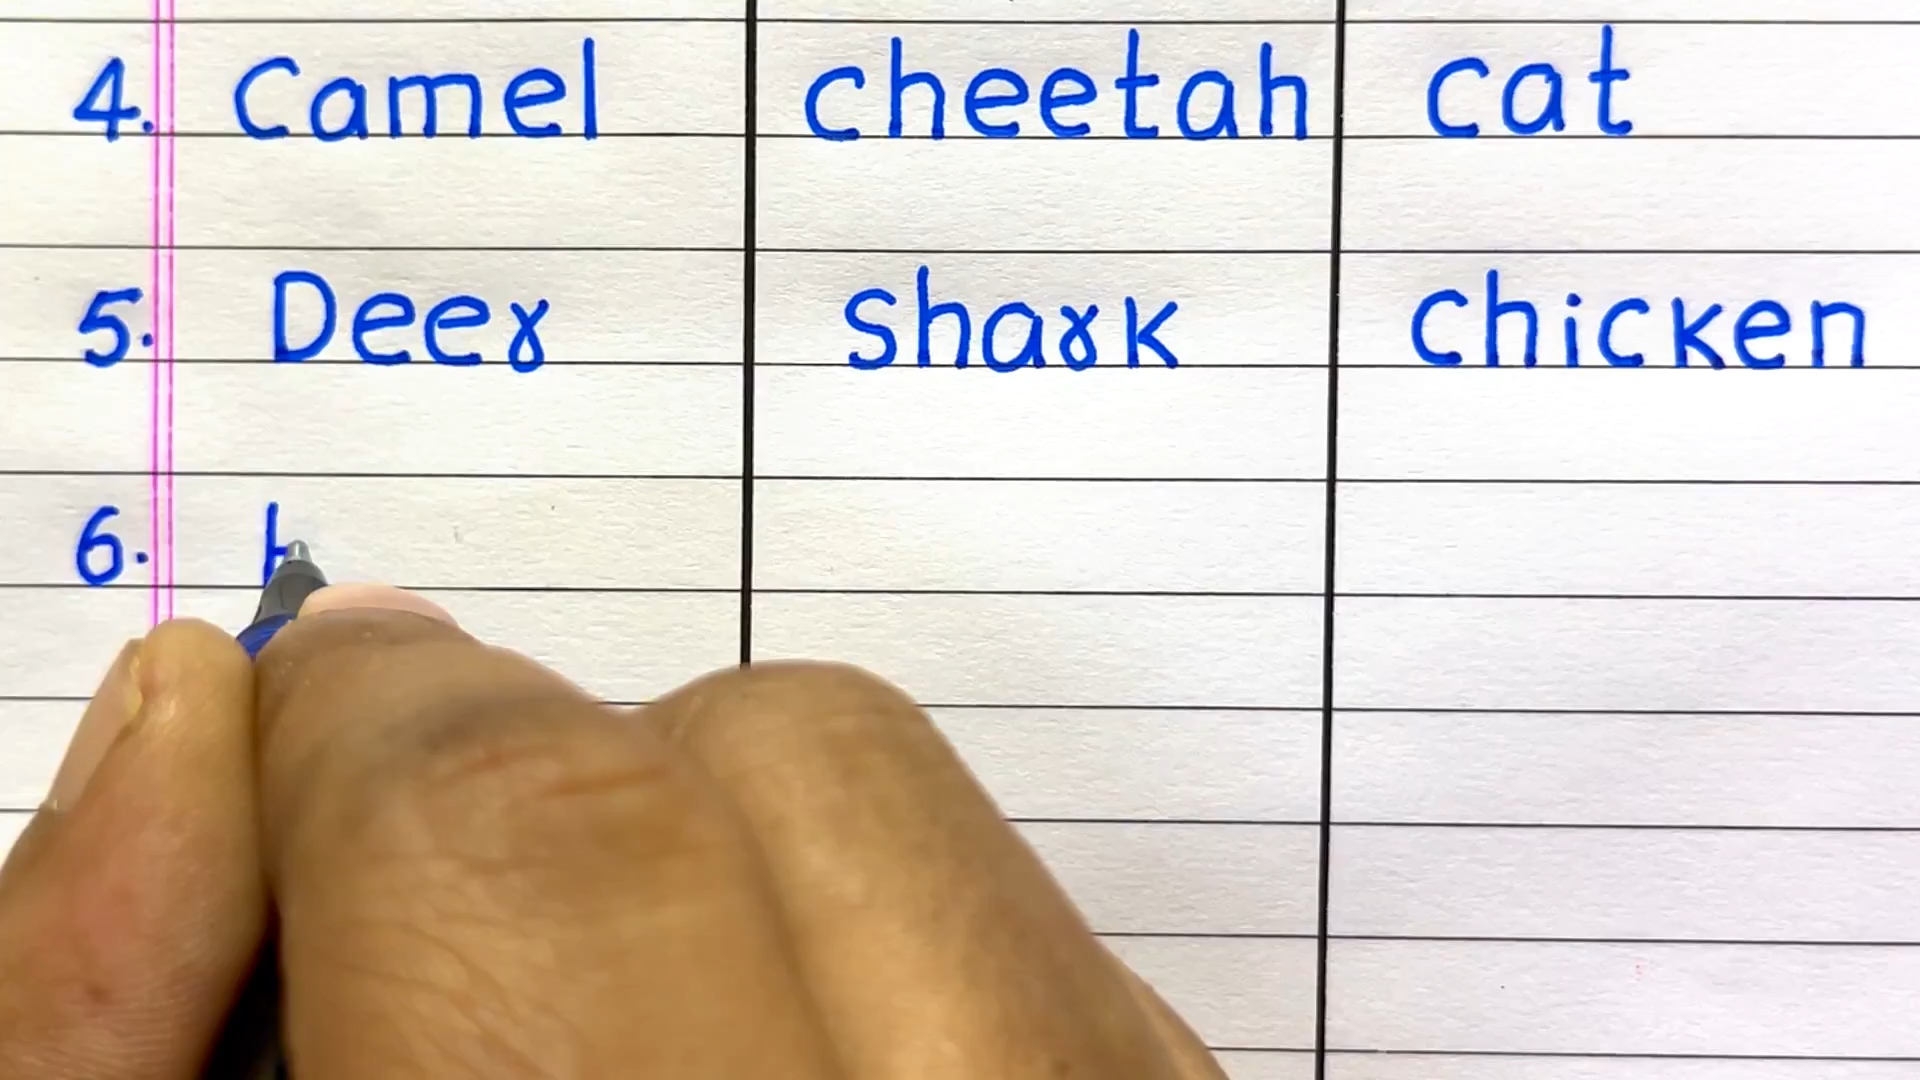 4. Camel cheetah cat
5. Deer shark chicken
6.